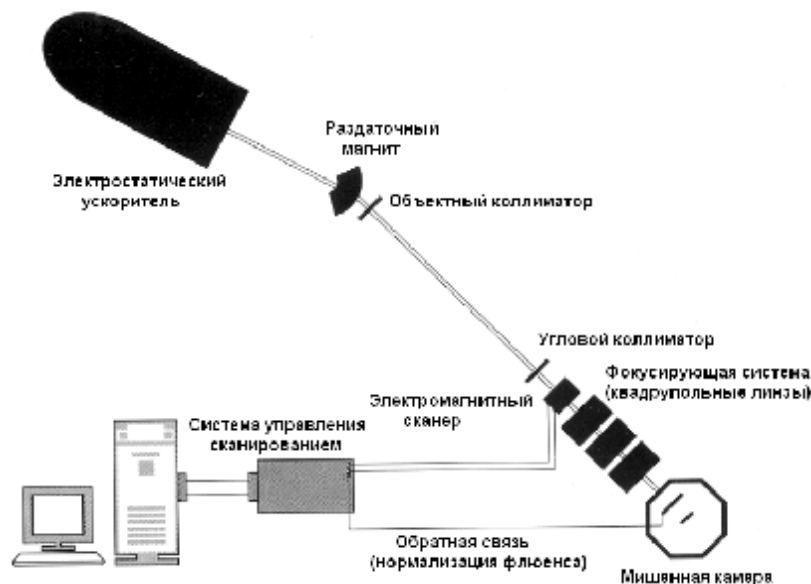 Раздаточный
магнит
Электростатический
ускоритель
Объектный коллиматор
Угловой коллиматор
Фокусирующая система
(квадрупольные линзы)
Электромагнитный
сканер
Система управления
сканированием
Обратная связь
(нормализация флюенса)
Мишенная камера